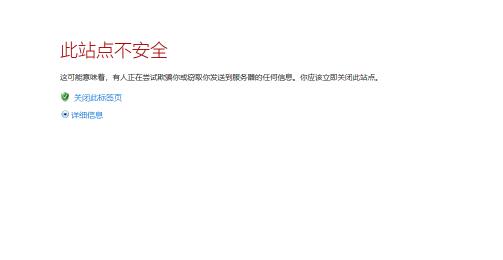 此站点不安全
这可能意味着，有人正在尝试欺骗你或窃取你发送到服务器的任何信息。你应该立即关闭此站点。
关闭此标签页
详细信息